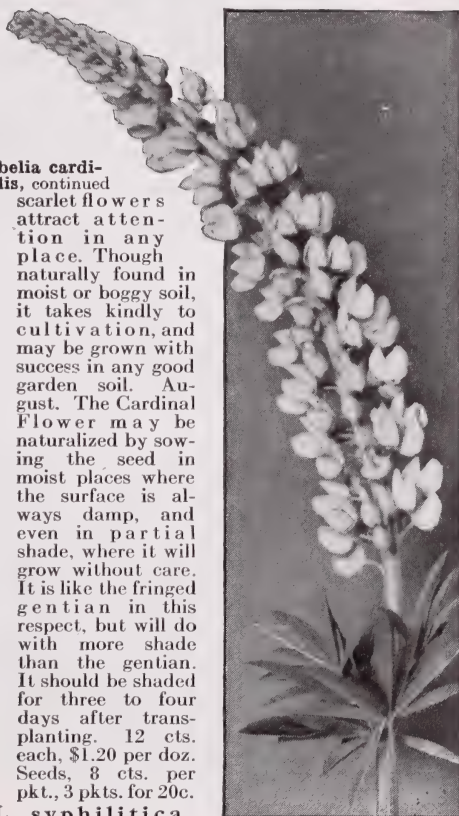 belia cardi-
lis, continued
scarlet flowers
attract atten-
tion in any
place. Though
naturally found in
moist or boggy soil,
it takes kindly to
cultivation, and
may be grown with
success in any good
garden soil. Au-
gust. The Cardinal
Flower may be
naturalized by sow-
ing the seed in
moist places where
the surface is al-
ways damp, and
even in partial
shade, where it will
grow without care.
It is like the fringed
gentian in this
respect, but will do
with more shade
than the gentian.
It should be shaded
for three to four
days after trans-
planting. 12 cts.
each, $1.20 per doz.
Seeds, 8 cts. per
pkt., 3 pkts. for 20c.
L. syphilitica